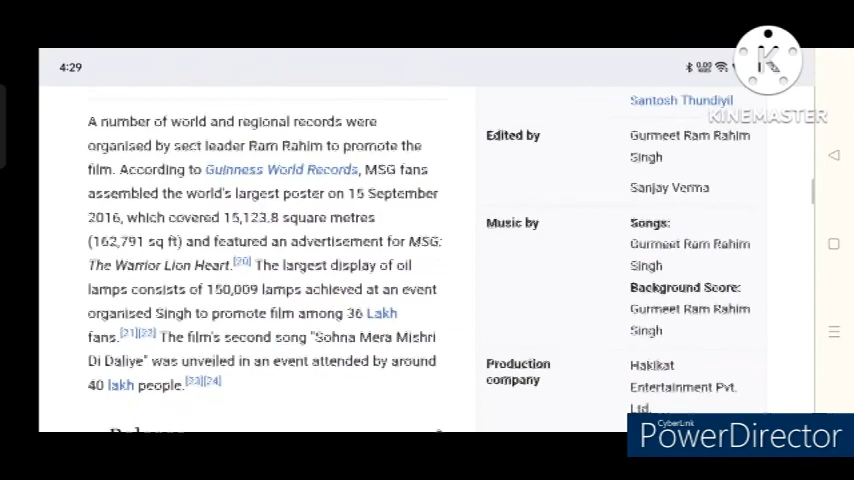 4:29
KINEMASTER
A number of world and regional records were
organised by sect leader Ram Rahim to promote the
film. According to Guinness World Records, MSG fans
assembled the world's largest poster on 15 September
2016, which covered 15,123.8 square metres
(162,791 sq ft) and featured an advertisement for MSG:
The Warrior Lion Heart.[20] The largest display of oil
lamps consists of 150,009 lamps achieved at an event
organised Singh to promote film among 36 Lakh
fans.[21][22] The film's second song "Sohna Mera Mishri
Di Daliye" was unveiled in an event attended by around
40 lakh people.[23][24]
Santosh Thundiyil
Edited by
Gurmeet Ram Rahim
Singh
Sanjay Verma
Music by
Songs:
Gurmeet Ram Rahim
Singh
Background Score:
Gurmeet Ram Rahim
Singh
Production
company
Hakikat
Entertainment Pvt.
Ltd.
CyberLink
PowerDirector